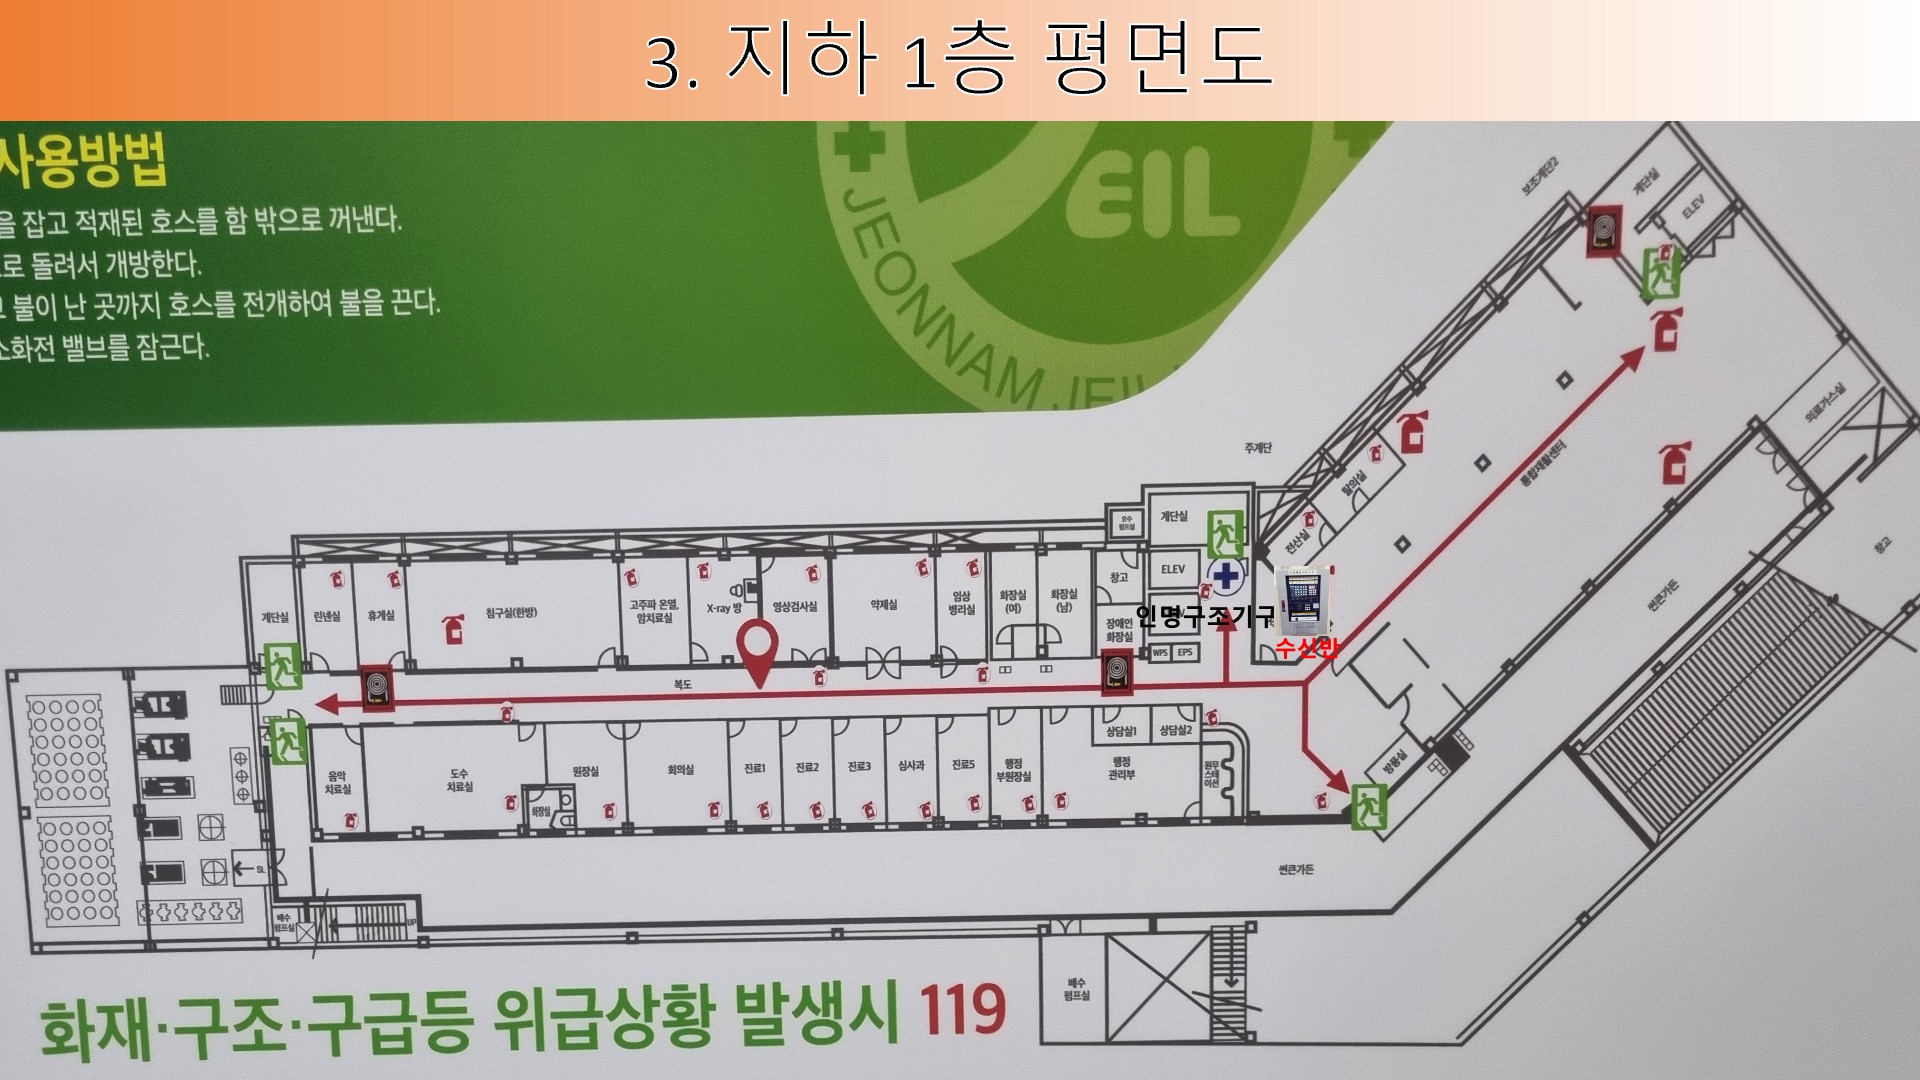 3. 지하 1층 평면도
사용방법
을 잡고 적재된 호스를 함 밖으로 꺼낸다.
로 돌려서 개방한다.
불이 난 곳까지 호스를 전개하여 불을 끈다.
소화전 밸브를 잠근다.
EIL
JEONNAM JEIL
보조계단2
계단실
ELEV
의료가스실
통합재활센터
창고
썬큰가든
주계단
탈의실
전산실
오수
펌프실
계단실
ELEV
인명구조기구
수신반
WPS
EPS
계단실
린넨실
휴게실
침구실(한방)
고주파 온열,
암치료실
X-ray 방
영상검사실
약제실
임상
병리실
화장실
(여)
화장실
(남)
창고
장애인
화장실
복도
음악
치료실
도수
치료실
화장실
원장실
회의실
진료1
진료2
진료3
심사과
진료5
행정
부원장실
상담실1
상담실2
행정
관리부
원무
스테
이션
방풍실
썬큰가든
SL
배수
펌프실
UP
배수
펌프실
화재·구조·구급등 위급상황 발생시 119